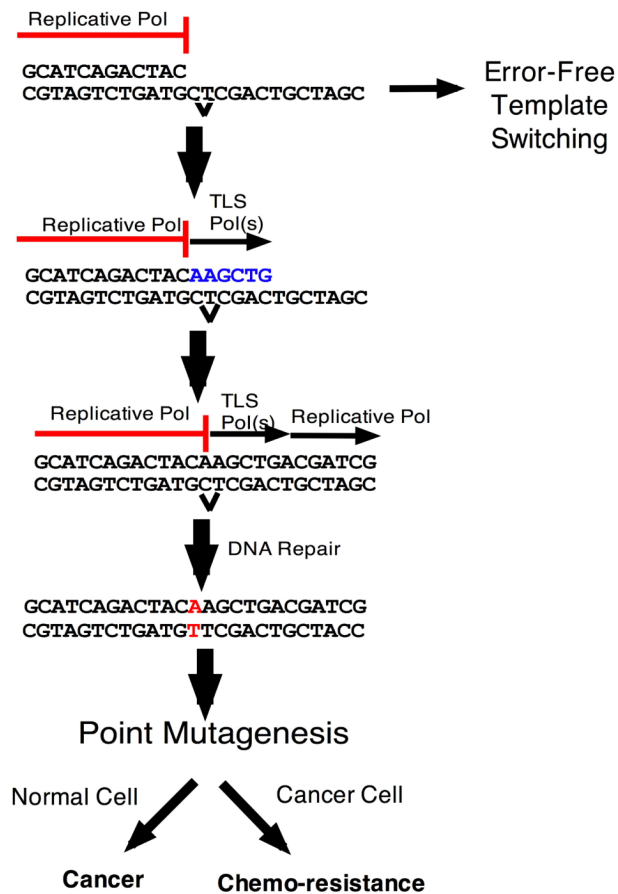 Replicative Pol
GCATCAGACTAC
CGTAGTCTGATGCTCGACTGCTAGC
Error-Free
Template
Switching
TLS
Replicative Pol
Pol(s)
GCATCAGACTACAAGCTG
CGTAGTCTGATGCTCGACTGCTAGC
TLS
Replicative Pol
Pol(s)
Replicative Pol
GCATCAGACTACAAGCTGACGATCG
CGTAGTCTGATGCTCGACTGCTAGC
DNA Repair
GCATCAGACTACAAGCTGACGATCG
CGTAGTCTGATGTTCGACTGCTACC
Point Mutagenesis
Normal Cell
Cancer Cell
Cancer
Chemo-resistance